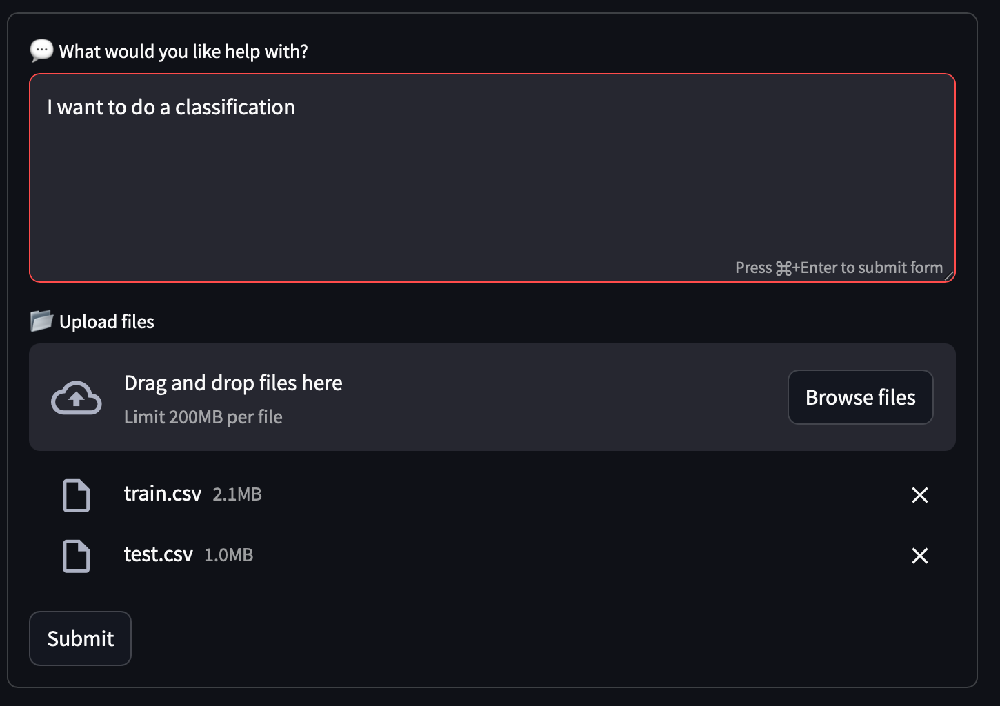 💬 What would you like help with?
I want to do a classification
Press ⌘+Enter to submit form
📁 Upload files
Drag and drop files here
Limit 200MB per file
Browse files
train.csv 2.1MB
test.csv 1.0MB
Submit